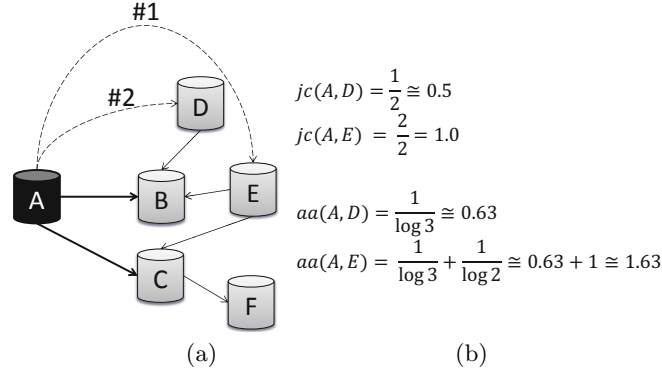 #1
#2
D
A
B
E
C
F
(a)
jc(A, D) = 1/2 ≅ 0.5
jc(A, E) = 2/2 = 1.0
aa(A, D) = 1/log 3 ≅ 0.63
aa(A, E) = 1/log 3 + 1/log 2 ≅ 0.63 + 1 ≅ 1.63
(b)